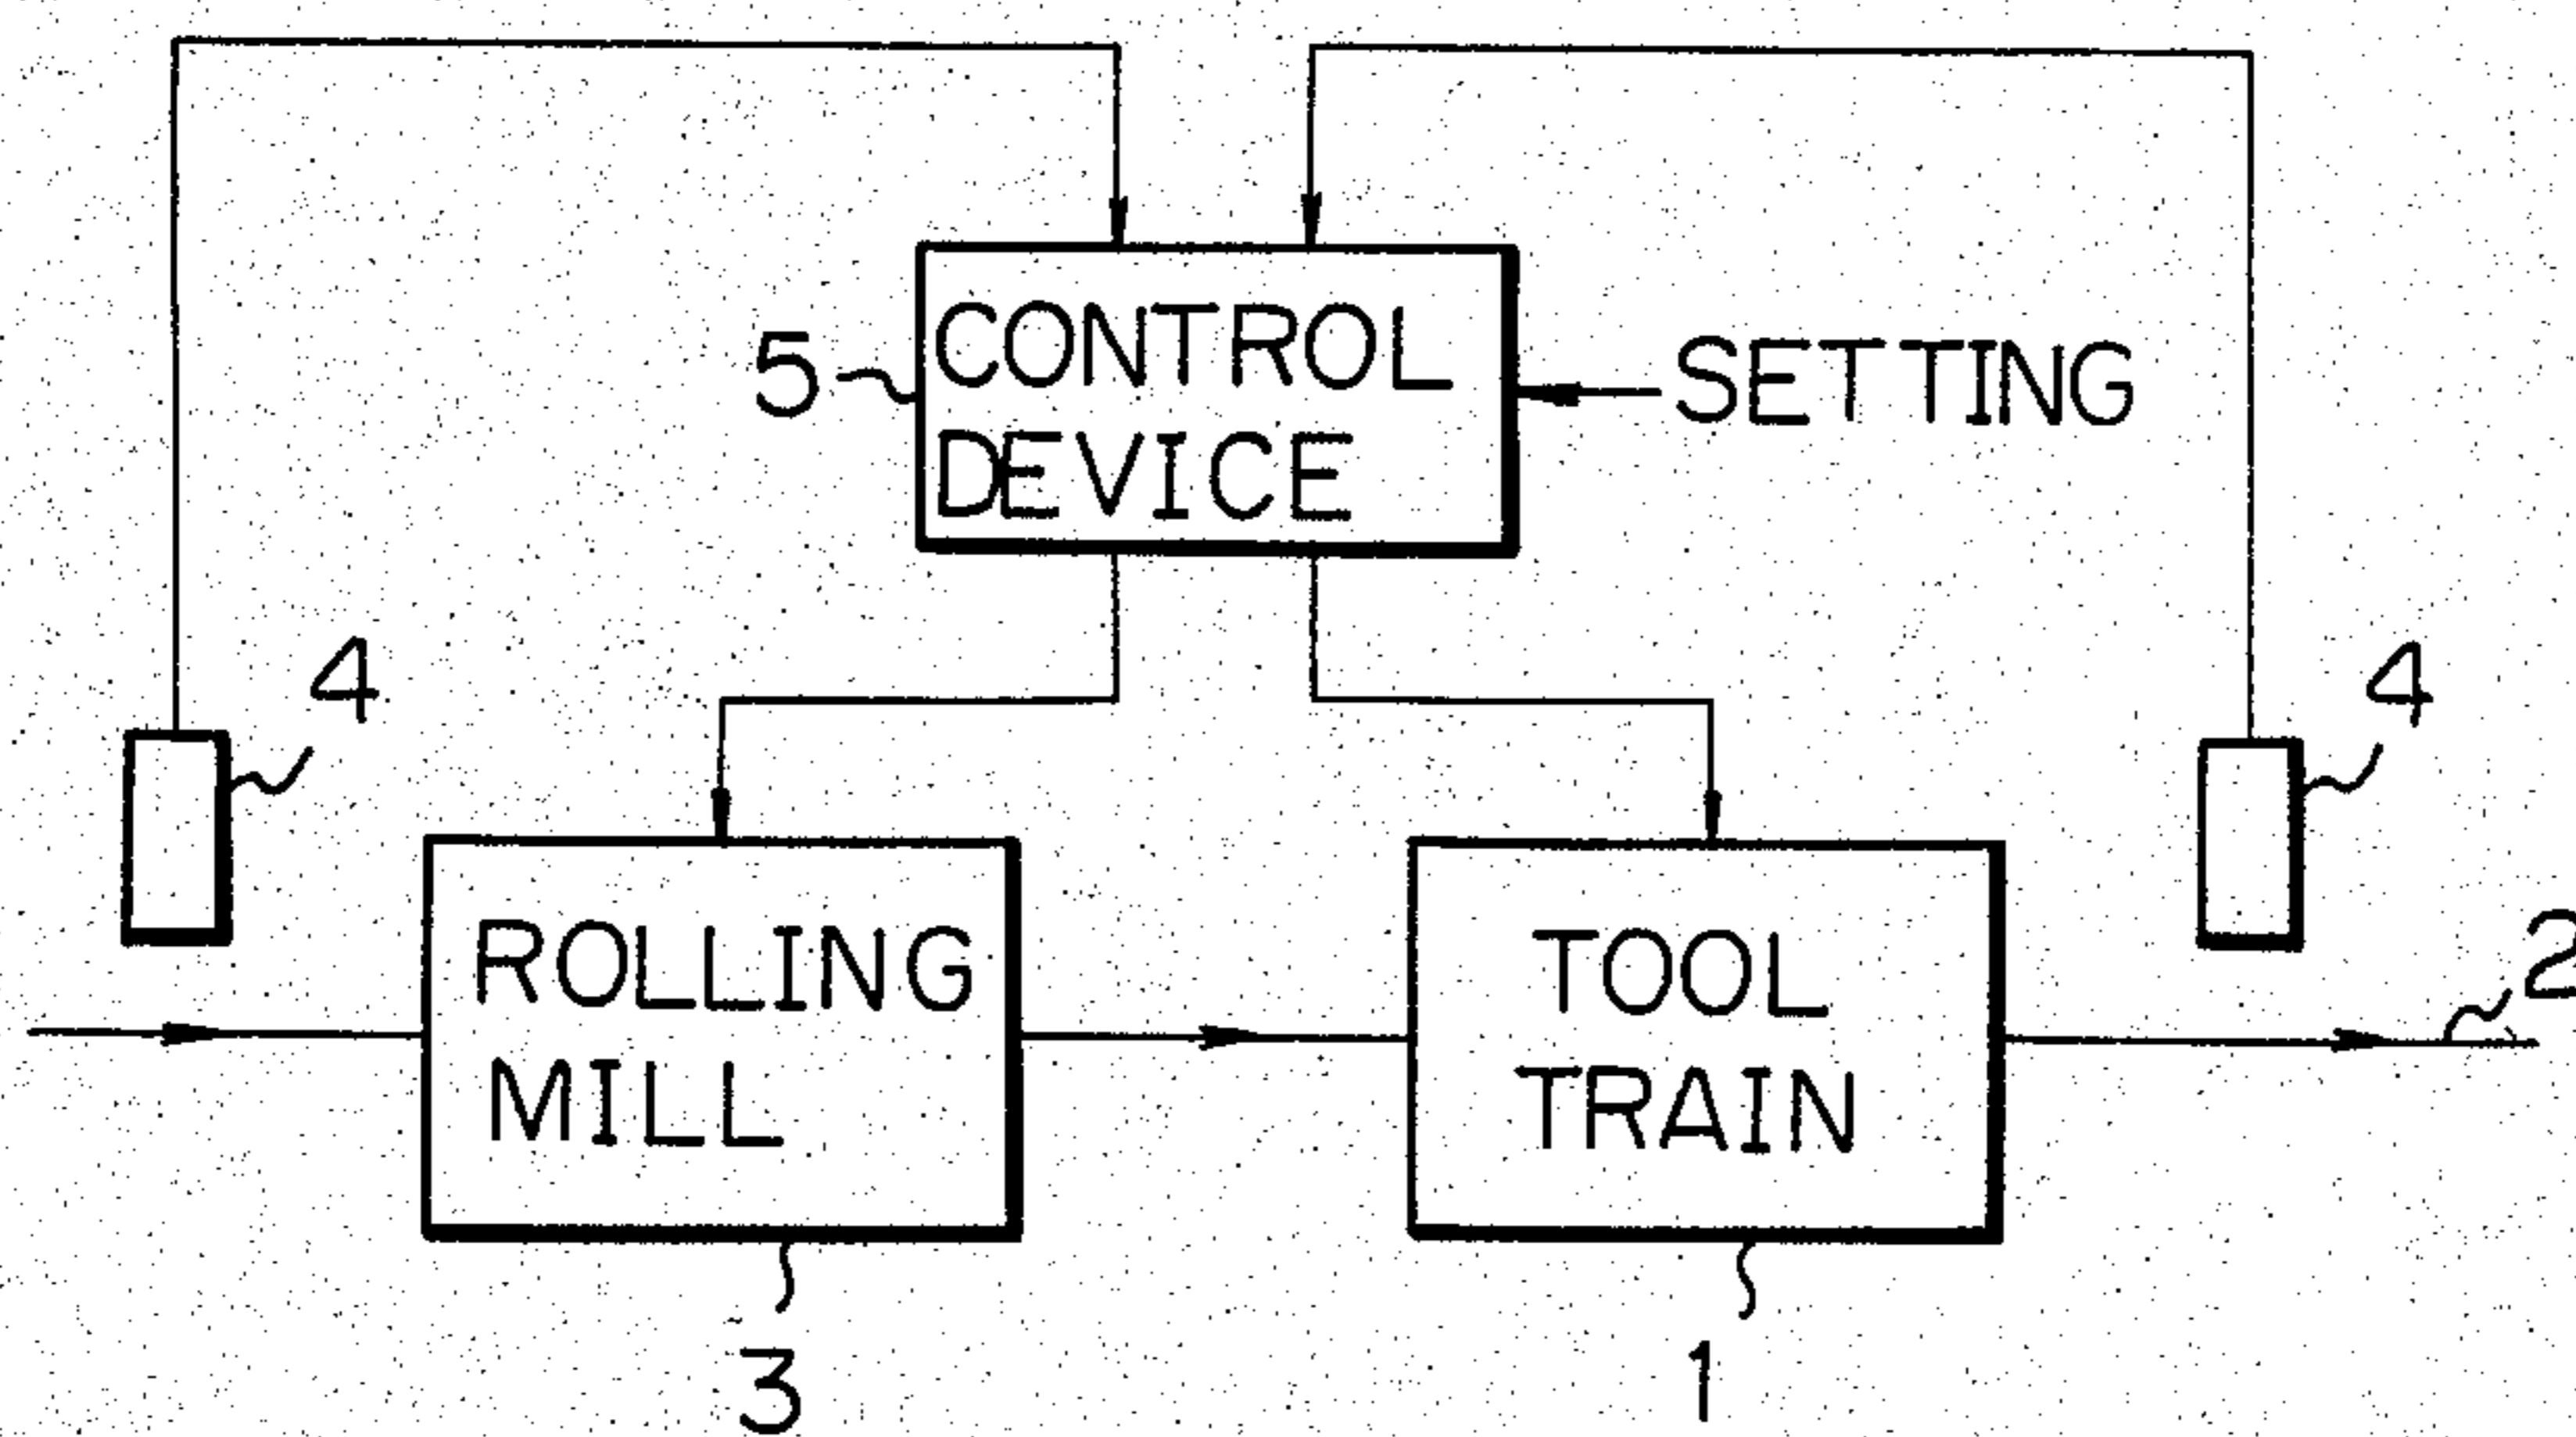 CONTROL
DEVICE
5
SETTING
4
4
ROLLING
MILL
TOOL
TRAIN
2
3
1